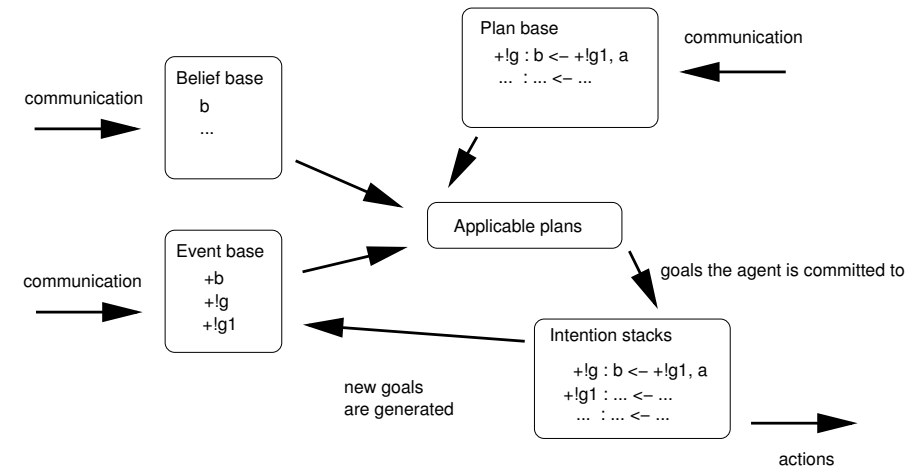 Plan base
+!g : b <– +!g1, a
...  : ... <– ...
communication
Belief base
b
...
communication
Applicable plans
Event base
+b
+!g
+!g1
communication
goals the agent is committed to
Intention stacks
+!g : b <– +!g1, a
+!g1 : ... <– ...
...  : ... <– ...
new goals
are generated
actions